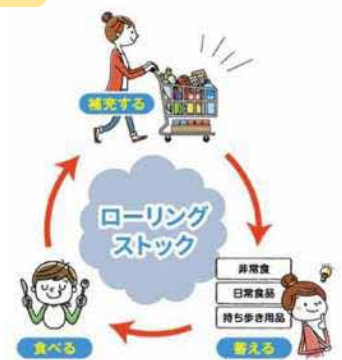 補充する
ローリング
ストック
非常食
日常食品
持ち歩き用品
蓄える
食べる